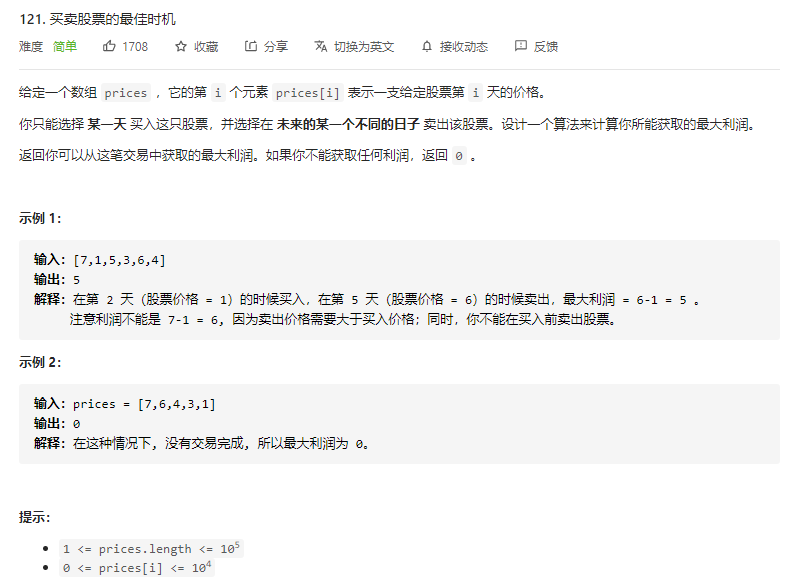 121. 买卖股票的最佳时机
难度 简单 1708 收藏 分享 切换为英文 接收动态 反馈
给定一个数组 prices ，它的第 i 个元素 prices[i] 表示一支给定股票第 i 天的价格。
你只能选择 某一天 买入这只股票，并选择在 未来的某一个不同的日子 卖出该股票。设计一个算法来计算你所能获取的最大利润。
返回你可以从这笔交易中获取的最大利润。如果你不能获取任何利润，返回 0 。
示例 1：
输入：[7,1,5,3,6,4]
输出：5
解释：在第 2 天（股票价格 = 1）的时候买入，在第 5 天（股票价格 = 6）的时候卖出，最大利润 = 6-1 = 5 。
注意利润不能是 7-1 = 6, 因为卖出价格需要大于买入价格；同时，你不能在买入前卖出股票。
示例 2：
输入：prices = [7,6,4,3,1]
输出：0
解释：在这种情况下, 没有交易完成, 所以最大利润为 0。
提示：
1 <= prices.length <= 10⁵
0 <= prices[i] <= 10⁴